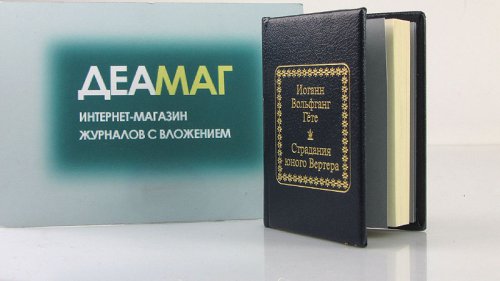 ДЕАМАГ
ИНТЕРНЕТ-МАГАЗИН
ЖУРНАЛОВ С ВЛОЖЕНИЕМ
Иоганн
Вольфганг
Гёте
Страдания
юного Вертера